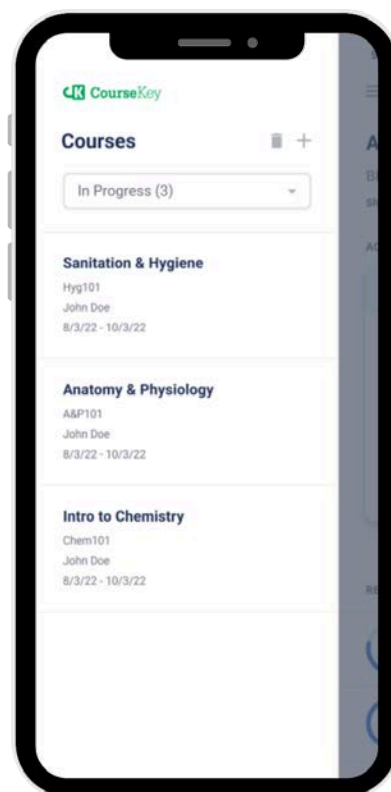 CK CourseKey
Courses
In Progress (3)
Sanitation & Hygiene
Hyg101
John Doe
8/3/22 - 10/3/22
Anatomy & Physiology
A&P101
John Doe
8/3/22 - 10/3/22
Intro to Chemistry
Chem101
John Doe
8/3/22 - 10/3/22